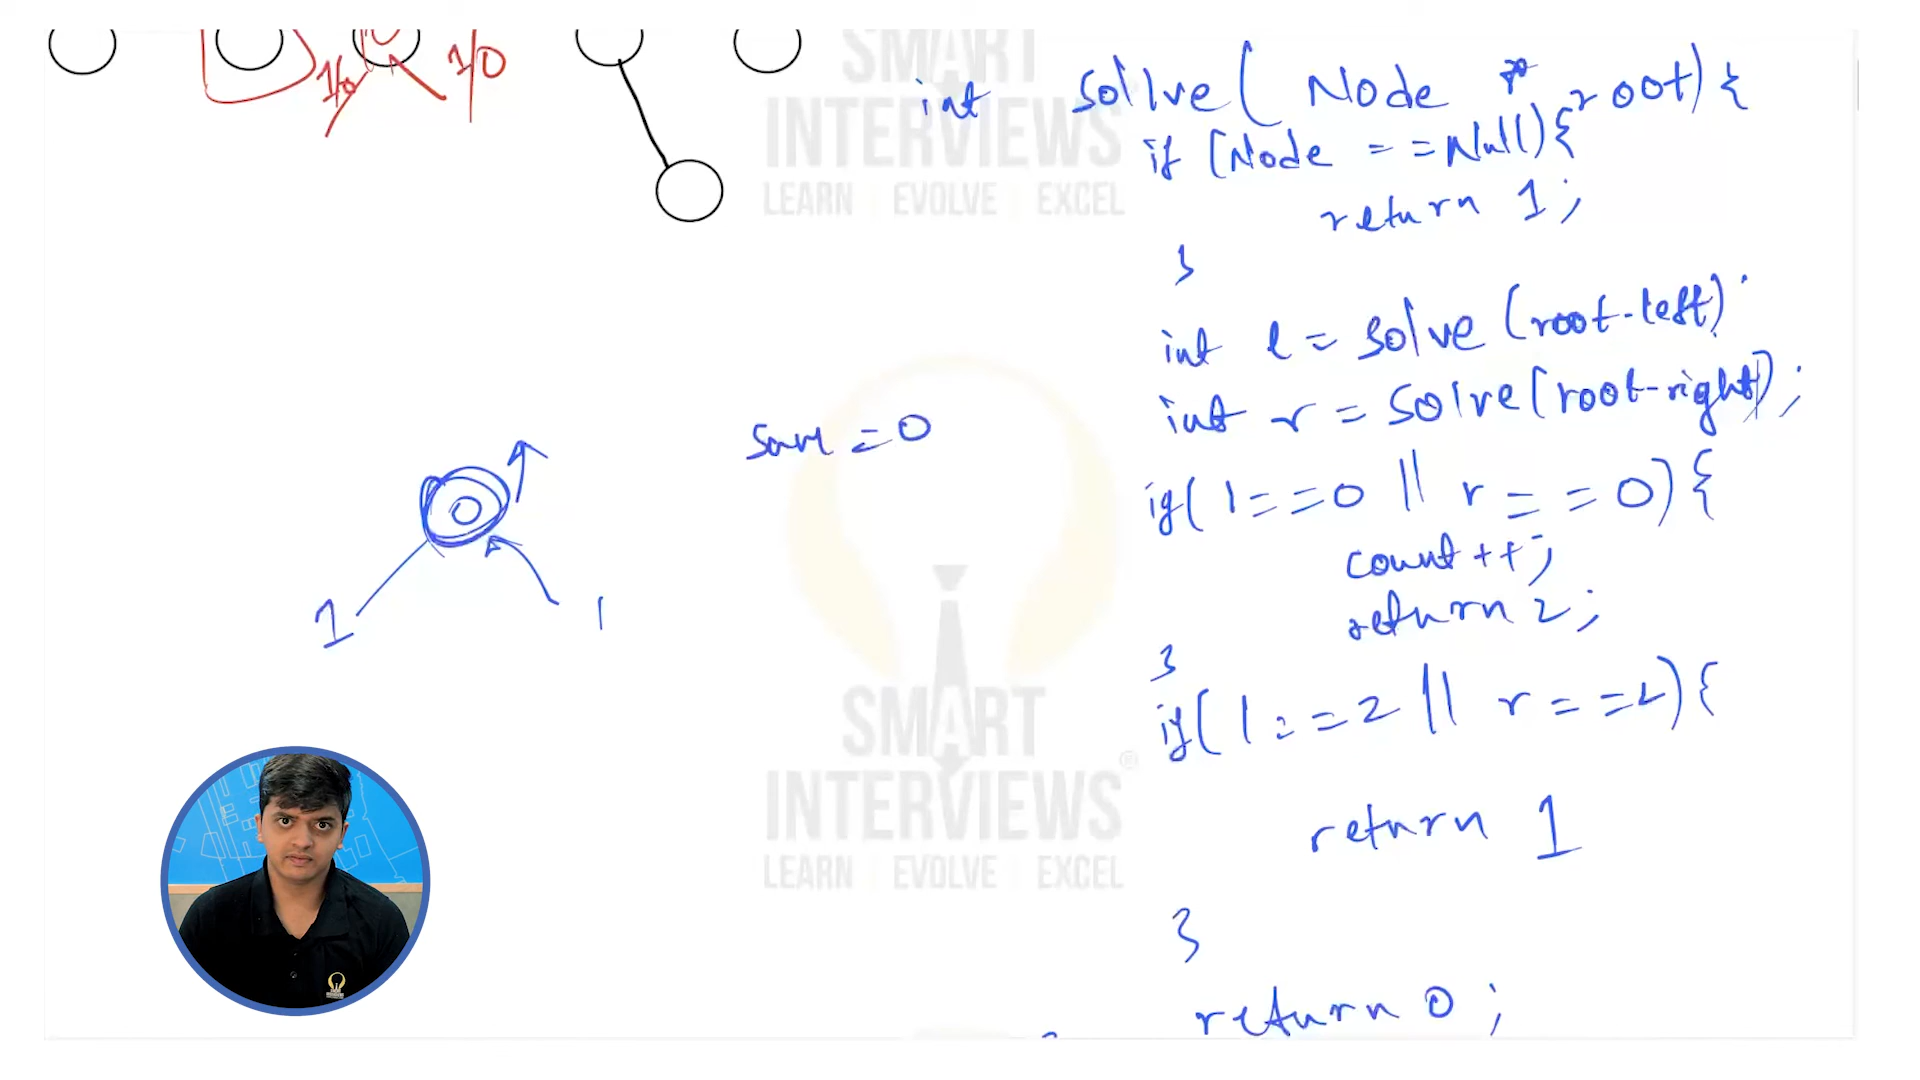 1/0
1/0
SMART
INTERVIEWS
LEARN | EVOLVE | EXCEL
int solve( Node * root) {
if (Node == Null) {
return 1;
}
int l = solve (root-left)
int r = solve (root-right);
sum = 0
if( l == 0 || r == 0) {
0
count ++;
1
1
return 2;
}
if( l == 2 || r == 2) {
SMART
INTERVIEWS®
LEARN | EVOLVE | EXCEL
return 1
}
return 0 ;